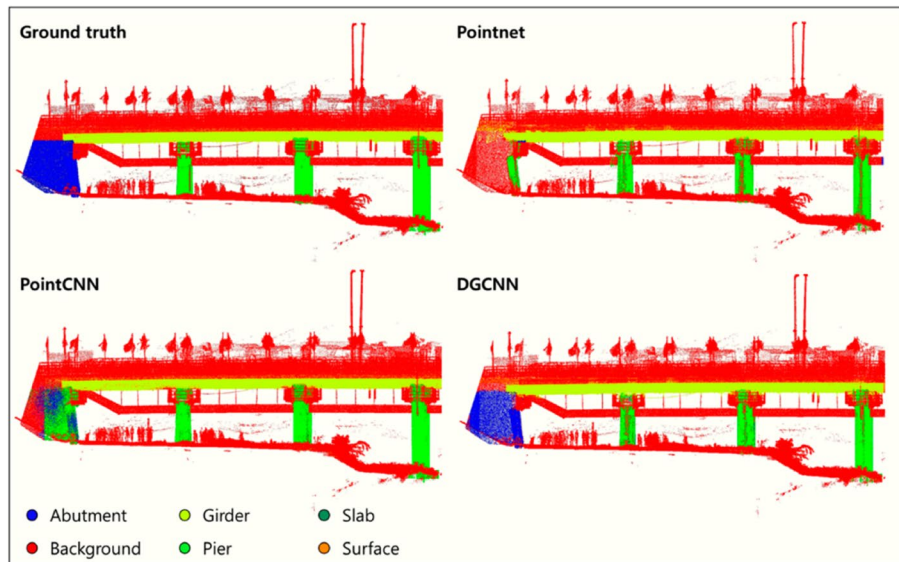 Ground truth
Pointnet
PointCNN
DGCNN
Abutment
Girder
Slab
Background
Pier
Surface